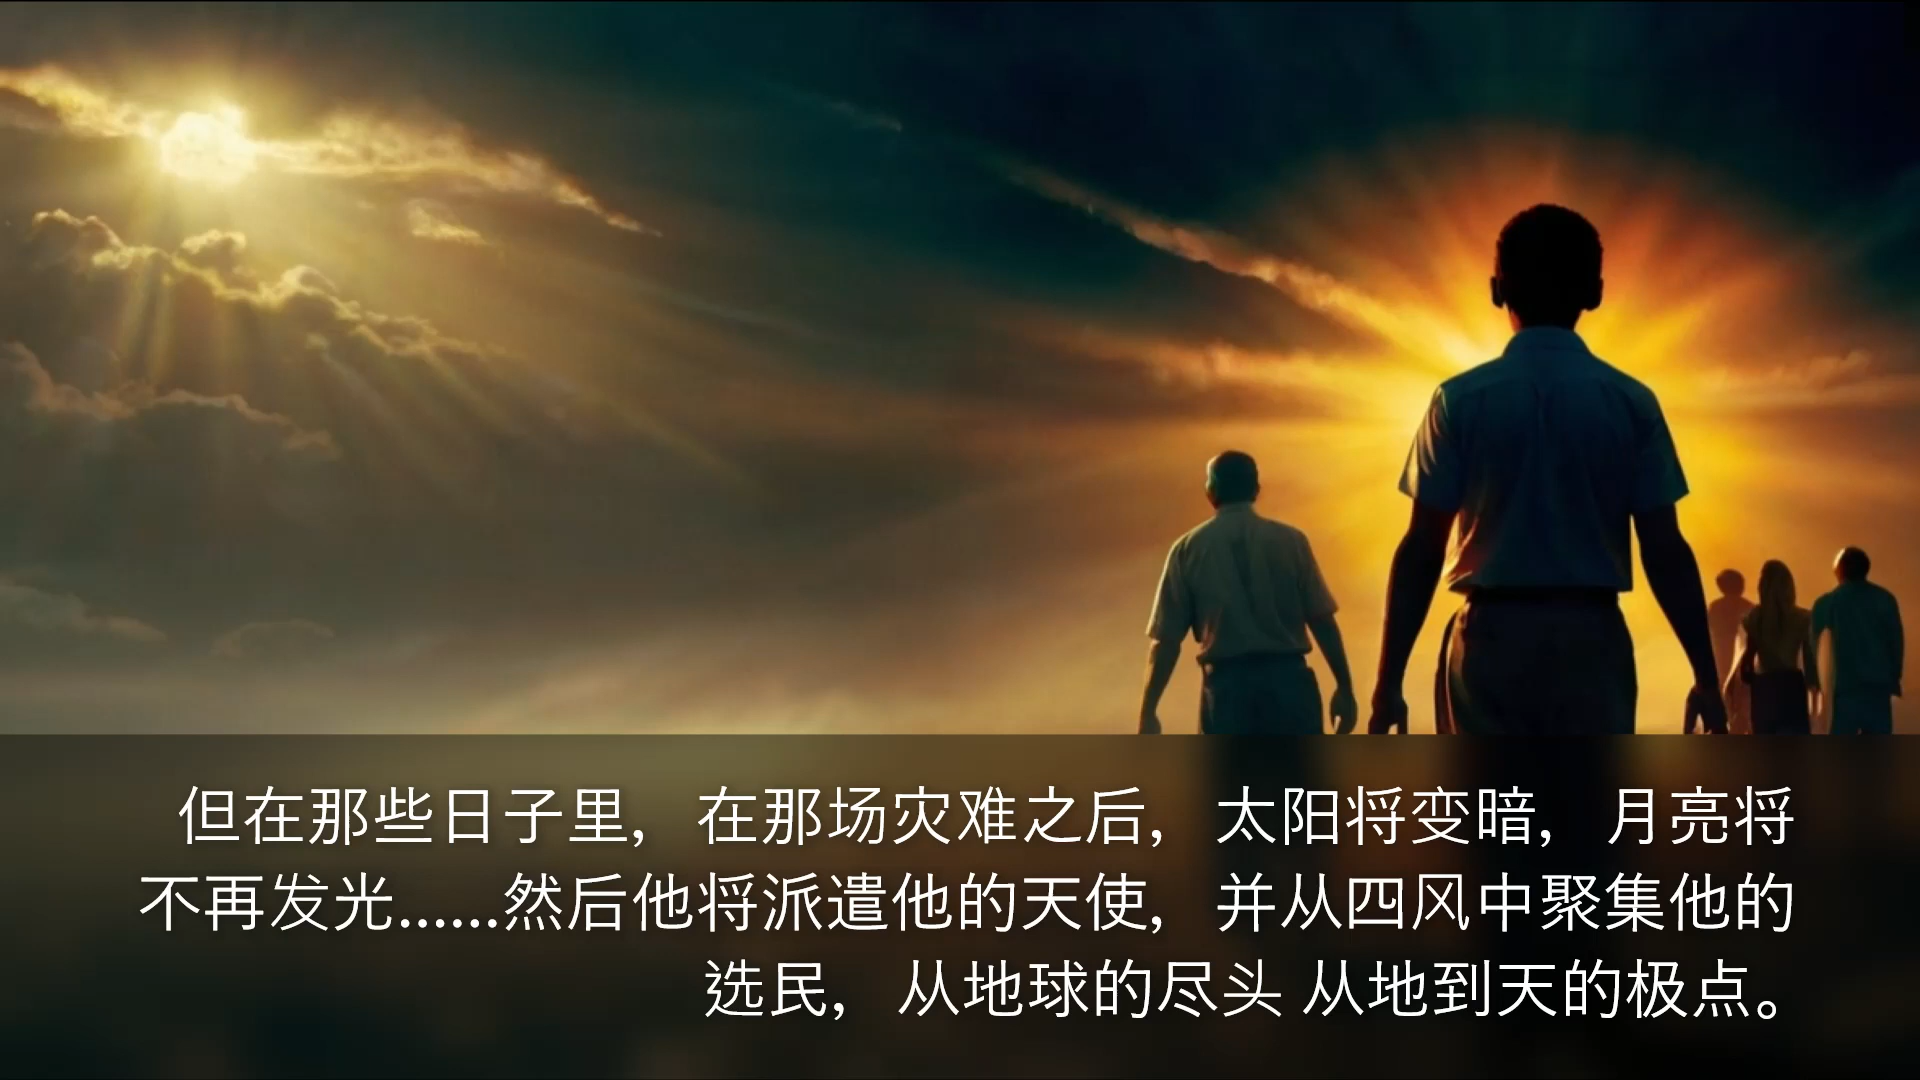 但在那些日子里，在那场灾难之后，太阳将变暗，月亮将
不再发光......然后他将派遣他的天使，并从四风中聚集他的
选民，从地球的尽头 从地到天的极点。